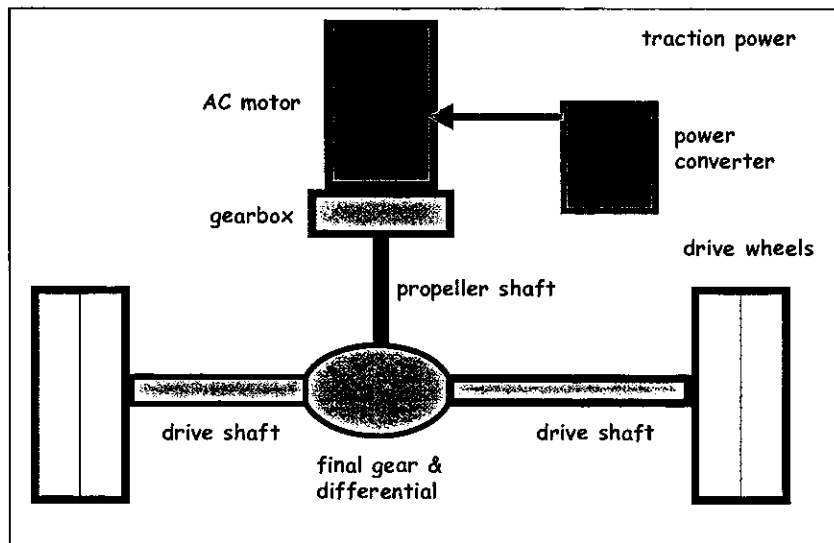 traction power
AC motor
power
converter
gearbox
drive wheels
propeller shaft
drive shaft
drive shaft
final gear &
differential